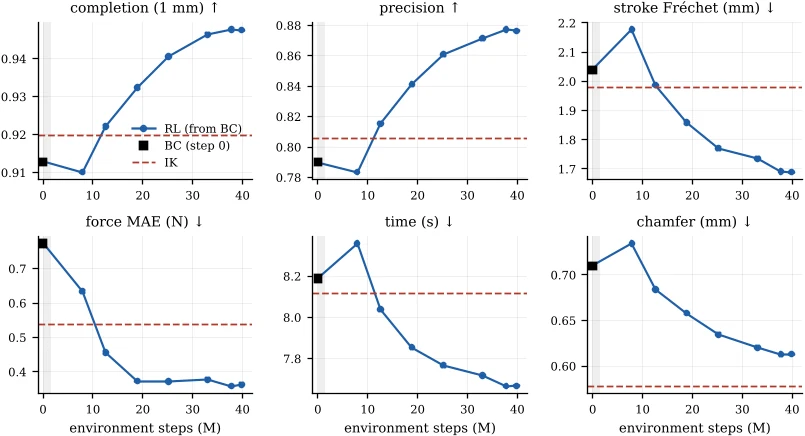 completion (1 mm) ↑
0.94
0.93
0.92
0.91
RL (from BC)
BC (step 0)
IK
0 10 20 30 40
precision ↑
0.88
0.86
0.84
0.82
0.80
0.78
0 10 20 30 40
stroke Fréchet (mm) ↓
2.2
2.1
2.0
1.9
1.8
1.7
0 10 20 30 40
force MAE (N) ↓
0.7
0.6
0.5
0.4
0 10 20 30 40
environment steps (M)
time (s) ↓
8.2
8.0
7.8
0 10 20 30 40
environment steps (M)
chamfer (mm) ↓
0.70
0.65
0.60
0 10 20 30 40
environment steps (M)